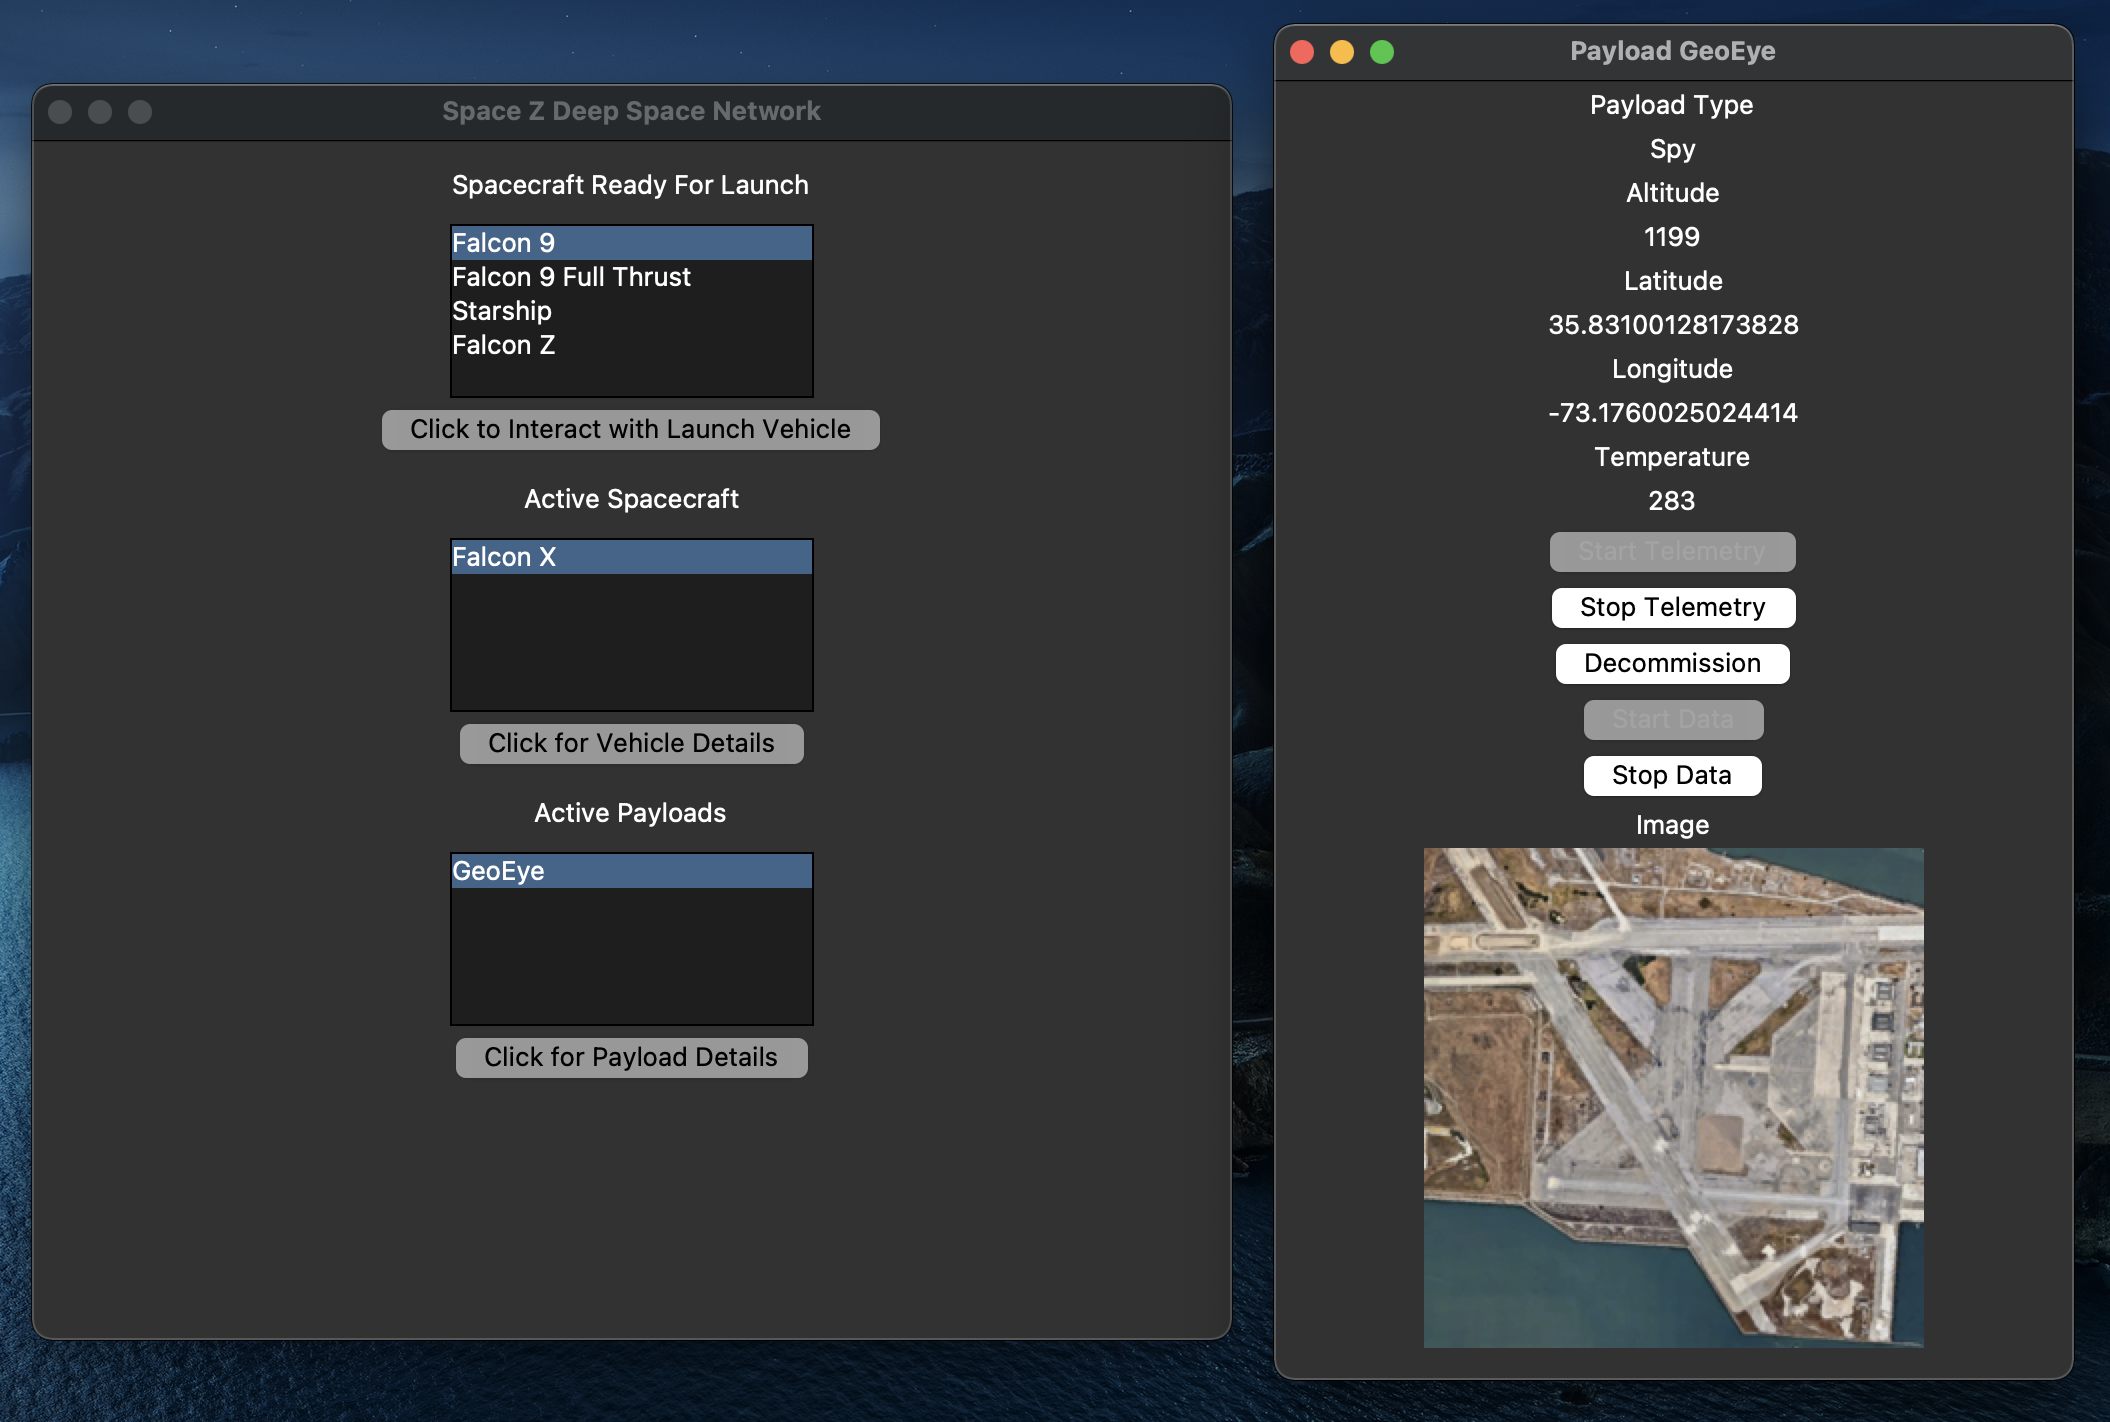 Space Z Deep Space Network
Spacecraft Ready For Launch
Falcon 9
Falcon 9 Full Thrust
Starship
Falcon Z
Click to Interact with Launch Vehicle
Active Spacecraft
Falcon X
Click for Vehicle Details
Active Payloads
GeoEye
Click for Payload Details
Payload GeoEye
Payload Type
Spy
Altitude
1199
Latitude
35.83100128173828
Longitude
-73.1760025024414
Temperature
283
Start Telemetry
Stop Telemetry
Decommission
Start Data
Stop Data
Image